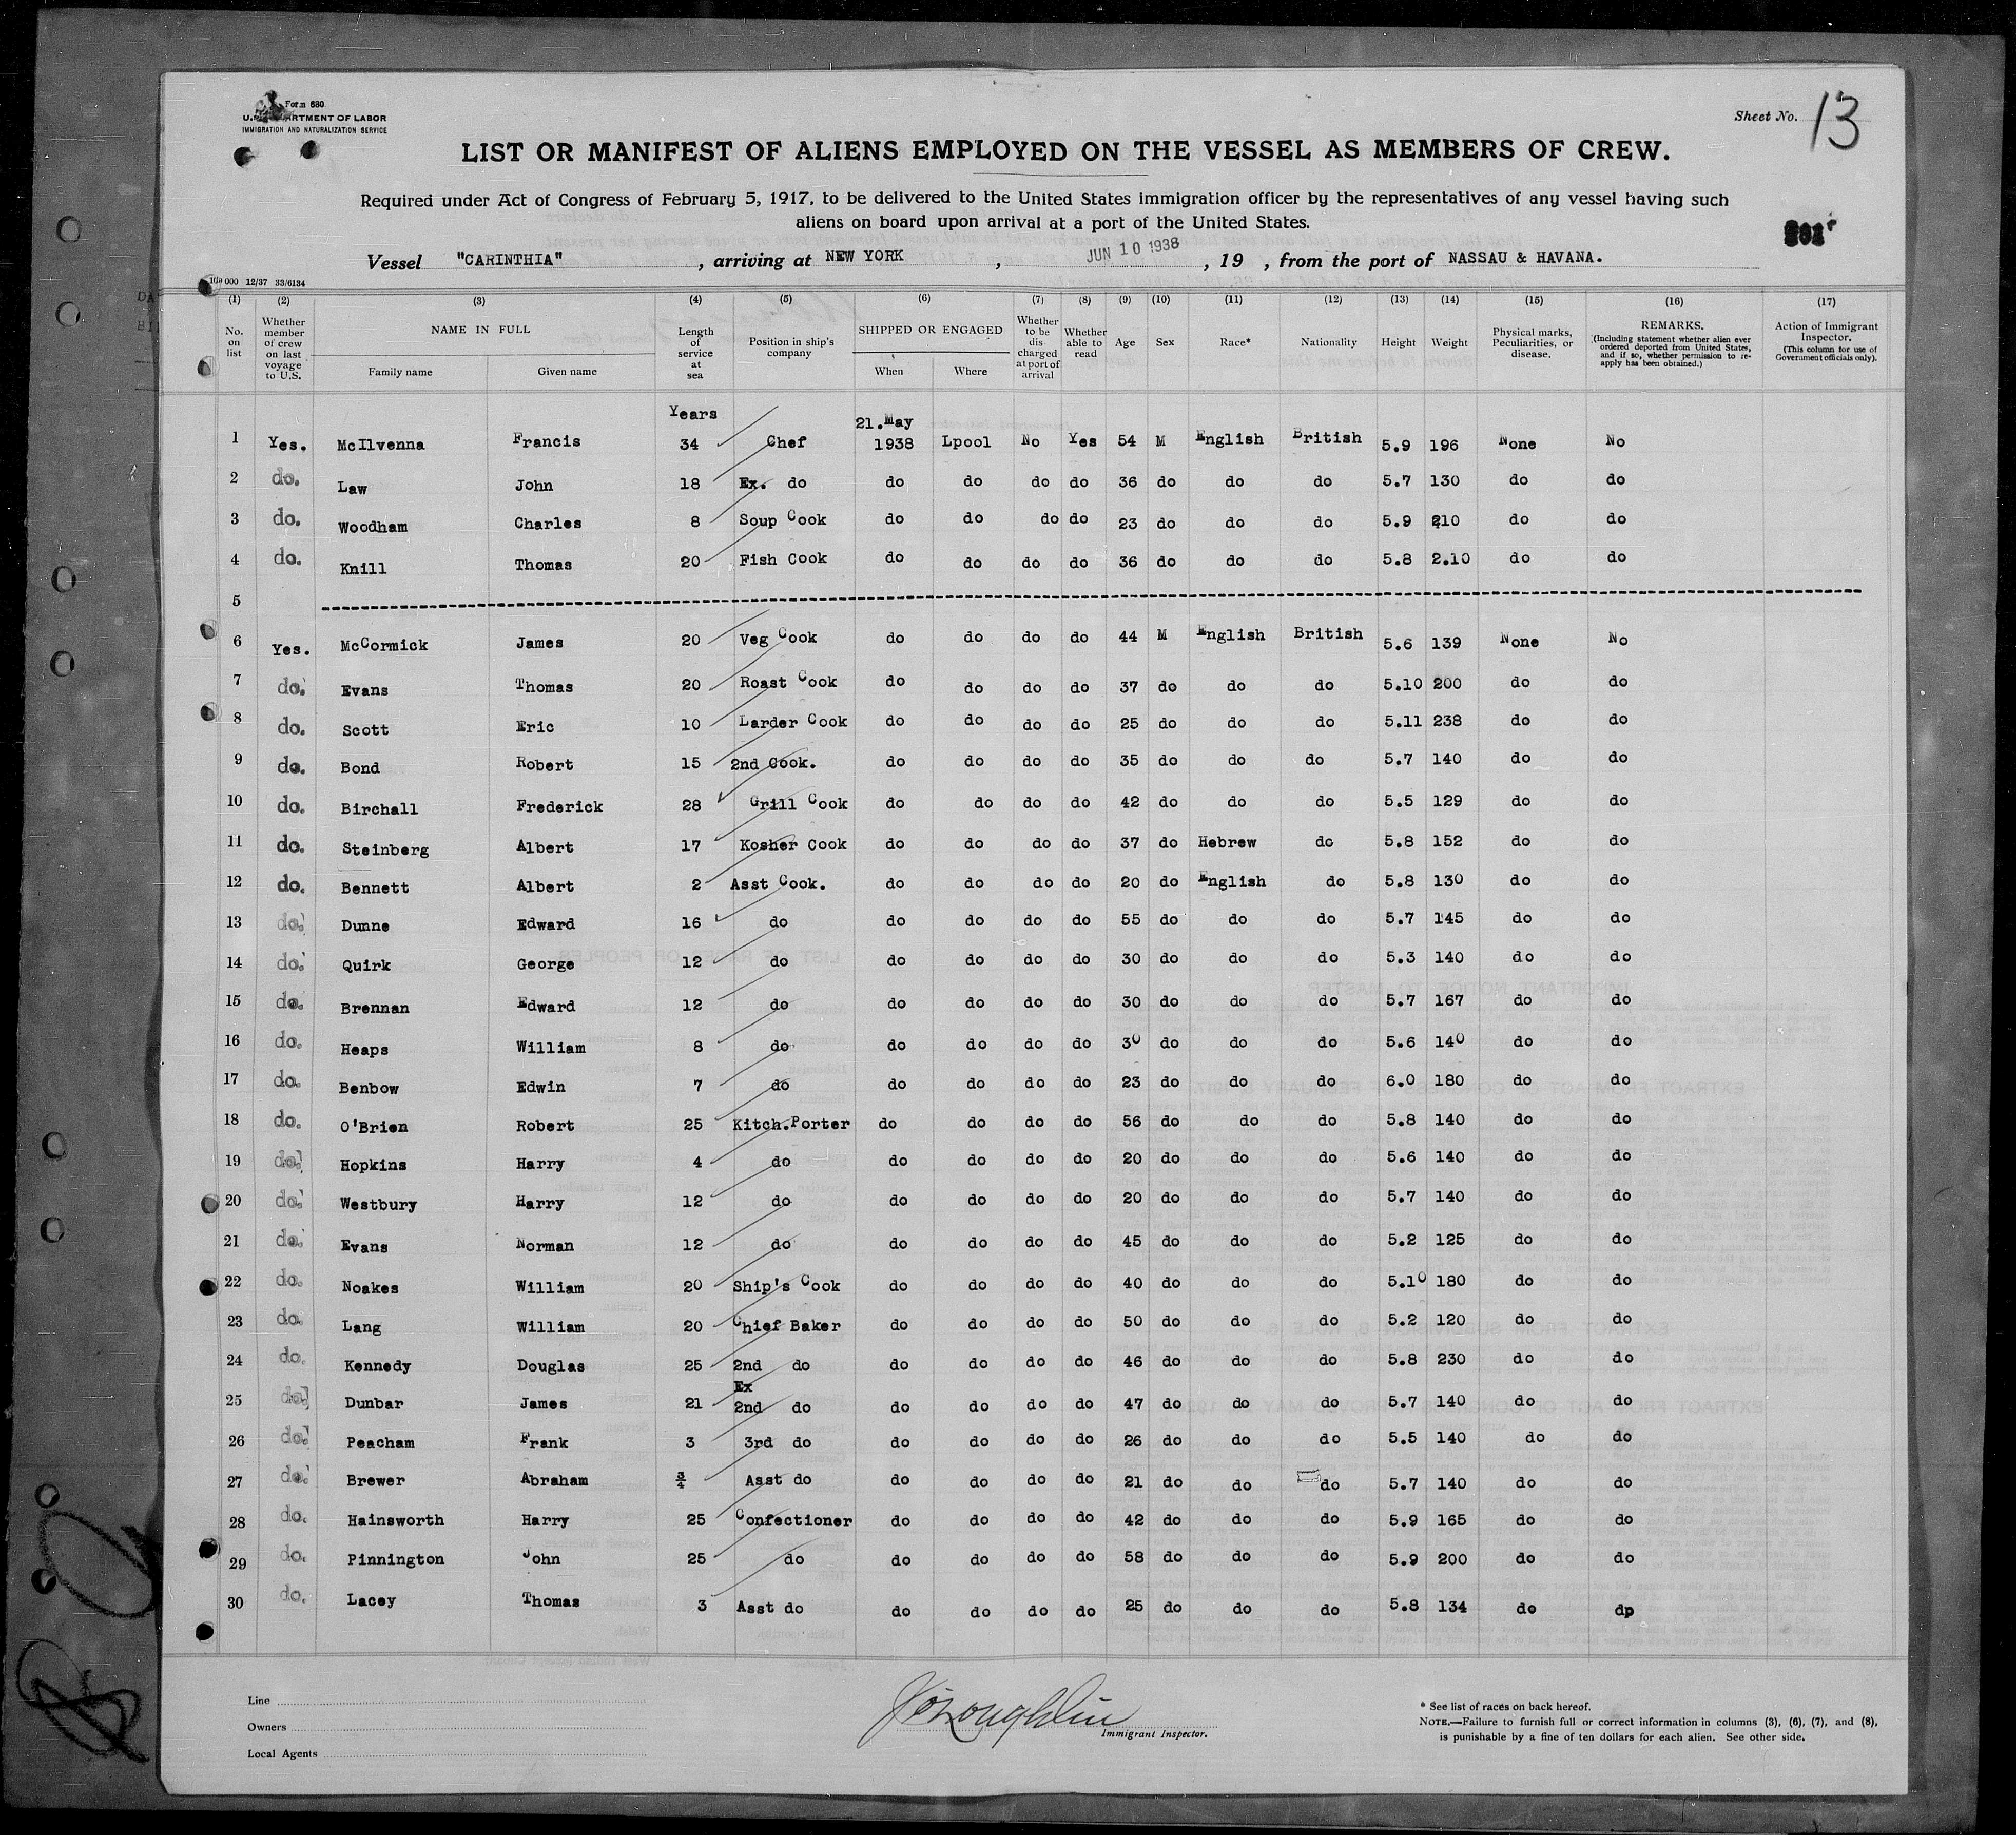 Form 680
U.S. DEPARTMENT OF LABOR
IMMIGRATION AND NATURALIZATION SERVICE
Sheet No. 13
LIST OR MANIFEST OF ALIENS EMPLOYED ON THE VESSEL AS MEMBERS OF CREW.
Required under Act of Congress of February 5, 1917, to be delivered to the United States immigration officer by the representatives of any vessel having such
aliens on board upon arrival at a port of the United States.
Vessel "CARINTHIA", arriving at NEW YORK, JUN 10 1938, 19 , from the port of NASSAU & HAVANA.
000 12/37 33/6134
(1) (2) (3) (4) (5) (6) (7) (8) (9) (10) (11) (12) (13) (14) (15) (16) (17)
No. on list
Whether member of crew on last voyage to U.S.
NAME IN FULL
Family name Given name
Length of service at sea
Position in ship's company
SHIPPED OR ENGAGED
When Where
Whether to be discharged at port of arrival
Whether able to read
Age
Sex
Race*
Nationality
Height
Weight
Physical marks, Peculiarities, or disease.
REMARKS.
(Including statement whether alien ever ordered deported from United States, and if so, whether permission to re-apply has been obtained.)
Action of Immigrant Inspector.
(This column for use of Government officials only).
Years 21.May
1 Yes. McIlvenna Francis 34 Chef 1938 Lpool No Yes 54 M English British 5.9 196 None No
2 do. Law John 18 Ex. do do do do do 36 do do do 5.7 130 do do
3 do. Woodham Charles 8 Soup Cook do do do do 23 do do do 5.9 210 do do
4 do. Knill Thomas 20 Fish Cook do do do do 36 do do do 5.8 2.10 do do
5
6 Yes. McCormick James 20 Veg Cook do do do do 44 M English British 5.6 139 None No
7 do. Evans Thomas 20 Roast Cook do do do do 37 do do do 5.10 200 do do
8 do. Scott Eric 10 Larder Cook do do do do 25 do do do 5.11 238 do do
9 do. Bond Robert 15 2nd Cook. do do do do 35 do do do 5.7 140 do do
10 do. Birchall Frederick 28 Grill Cook do do do do 42 do do do 5.5 129 do do
11 do. Steinberg Albert 17 Kosher Cook do do do do 37 do Hebrew do 5.8 152 do do
12 do. Bennett Albert 2 Asst Cook. do do do do 20 do English do 5.8 130 do do
13 do. Dunne Edward 16 do do do do do 55 do do do 5.7 145 do do
14 do. Quirk George 12 do do do do do 30 do do do 5.3 140 do do
15 do. Brennan Edward 12 do do do do do 30 do do do 5.7 167 do do
16 do. Heaps William 8 do do do do do 30 do do do 5.6 140 do do
17 do. Benbow Edwin 7 do do do do do 23 do do do 6.0 180 do do
18 do. O'Brien Robert 25 Kitch.Porter do do do do 56 do do do 5.8 140 do do
19 do. Hopkins Harry 4 do do do do do 20 do do do 5.6 140 do do
20 do. Westbury Harry 12 do do do do do 20 do do do 5.7 140 do do
21 do. Evans Norman 12 do do do do do 45 do do do 5.2 125 do do
22 do. Noakes William 20 Ship's Cook do do do do 40 do do do 5.10 180 do do
23 do. Lang William 20 Chief Baker do do do do 50 do do do 5.2 120 do do
24 do. Kennedy Douglas 25 2nd do do do do do 46 do do do 5.8 230 do do
25 do. Dunbar James 21 Ex 2nd do do do do do 47 do do do 5.7 140 do do
26 do. Peacham Frank 3 3rd do do do do do 26 do do do 5.5 140 do do
27 do. Brewer Abraham ¾ Asst do do do do do 21 do do do 5.7 140 do do
28 do. Hainsworth Harry 25 Confectioner do do do do 42 do do do 5.9 165 do do
29 do. Pinnington John 25 do do do do do 58 do do do 5.9 200 do do
30 do. Lacey Thomas 3 Asst do do do do do 25 do do do 5.8 134 do dp
Line
Owners
Local Agents
Immigrant Inspector.
* See list of races on back hereof.
NOTE.—Failure to furnish full or correct information in columns (3), (6), (7), and (8),
is punishable by a fine of ten dollars for each alien. See other side.